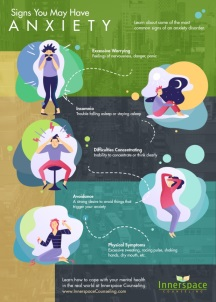 Signs You May Have
ANXIETY
Learn about some of the most
common signs of an anxiety disorder.
Excessive Worrying
Feelings of nervousness, danger, panic
Insomnia
Trouble falling asleep or staying asleep
Difficulties Concentrating
Inability to concentrate or think clearly
Avoidance
A strong desire to avoid things that
trigger your anxiety
Physical Symptoms
Excessive sweating, racing pulse, shaking
hands, dry mouth, etc.
Learn how to cope with your mental health
in the real world at Innerspace Counseling.
www.InnerspaceCounseling.com
Innerspace
COUNSELING